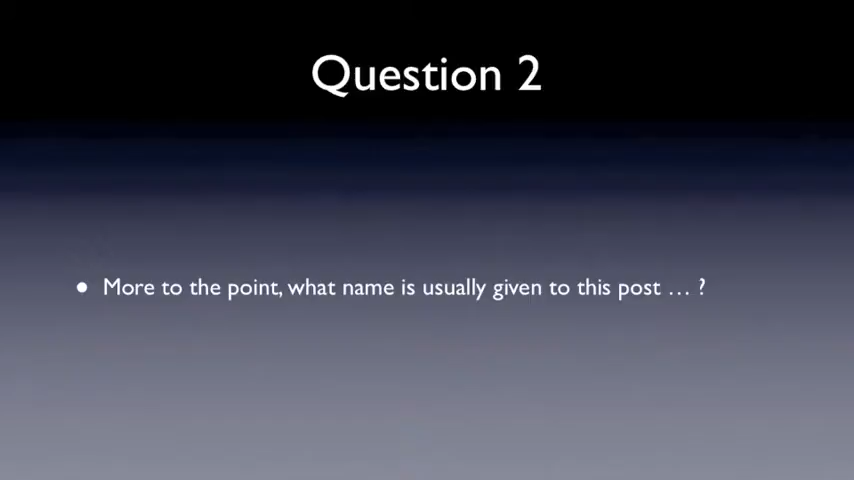 Question 2
• More to the point, what name is usually given to this post … ?